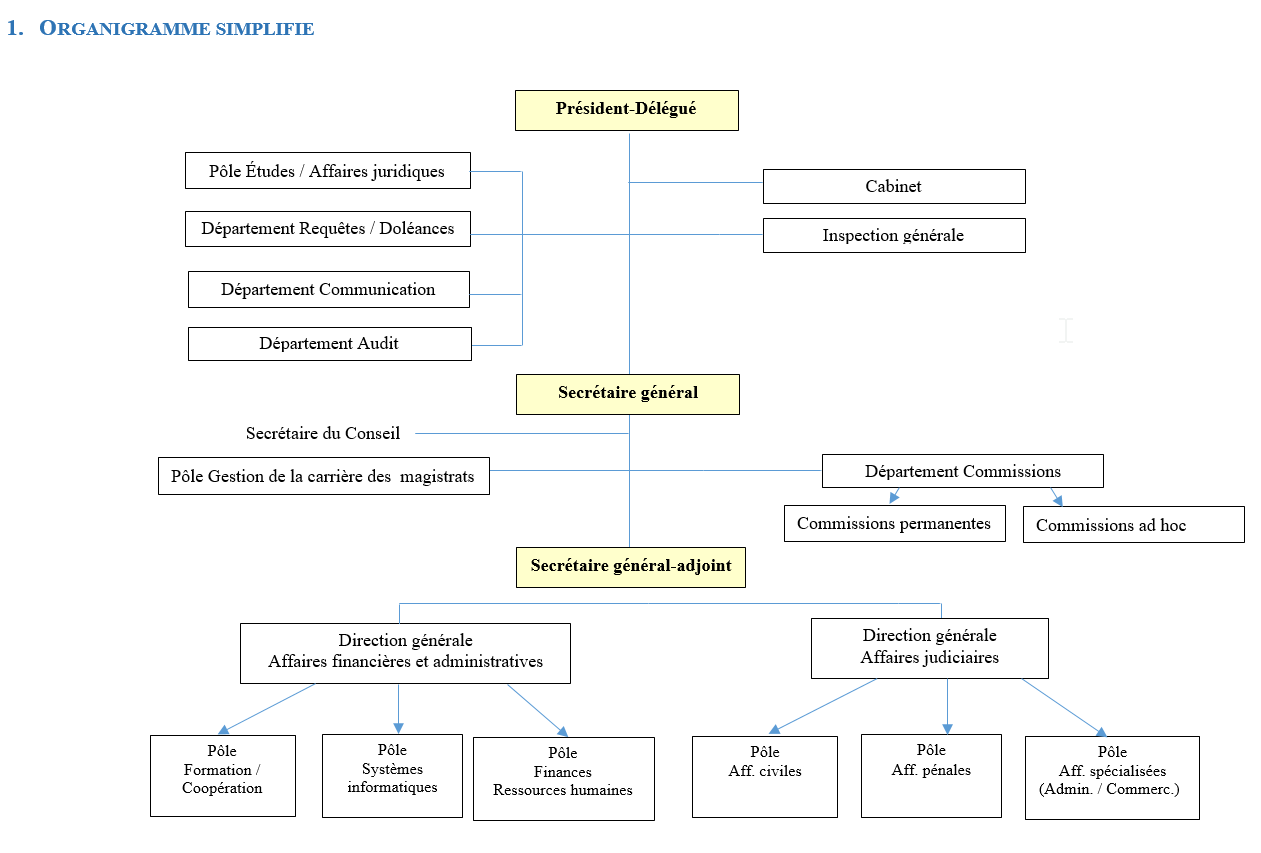 1. ORGANIGRAMME SIMPLIFIE
Président-Délégué
Pôle Études / Affaires juridiques
Cabinet
Département Requêtes / Doléances
Inspection générale
Département Communication
Département Audit
Secrétaire général
Secrétaire du Conseil
Pôle Gestion de la carrière des magistrats
Département Commissions
Commissions permanentes
Commissions ad hoc
Secrétaire général-adjoint
Direction générale
Affaires financières et administratives
Direction générale
Affaires judiciaires
Pôle
Formation /
Coopération
Pôle
Systèmes
informatiques
Pôle
Finances
Ressources humaines
Pôle
Aff. civiles
Pôle
Aff. pénales
Pôle
Aff. spécialisées
(Admin. / Commerc.)